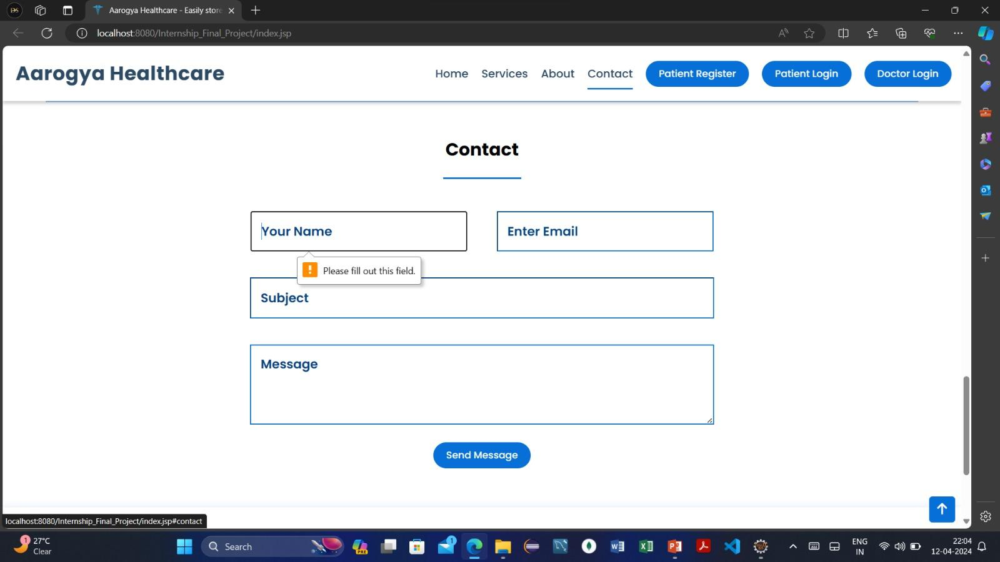 Aarogya Healthcare - Easily store
localhost:8080/Internship_Final_Project/index.jsp
Aarogya Healthcare
Home Services About Contact Patient Register Patient Login Doctor Login
Contact
Your Name Enter Email
! Please fill out this field.
Subject
Message
Send Message
localhost:8080/Internship_Final_Project/index.jsp#contact
1 27°C
Clear
Search
PRE
1
ENG
IN
22:04
12-04-2024